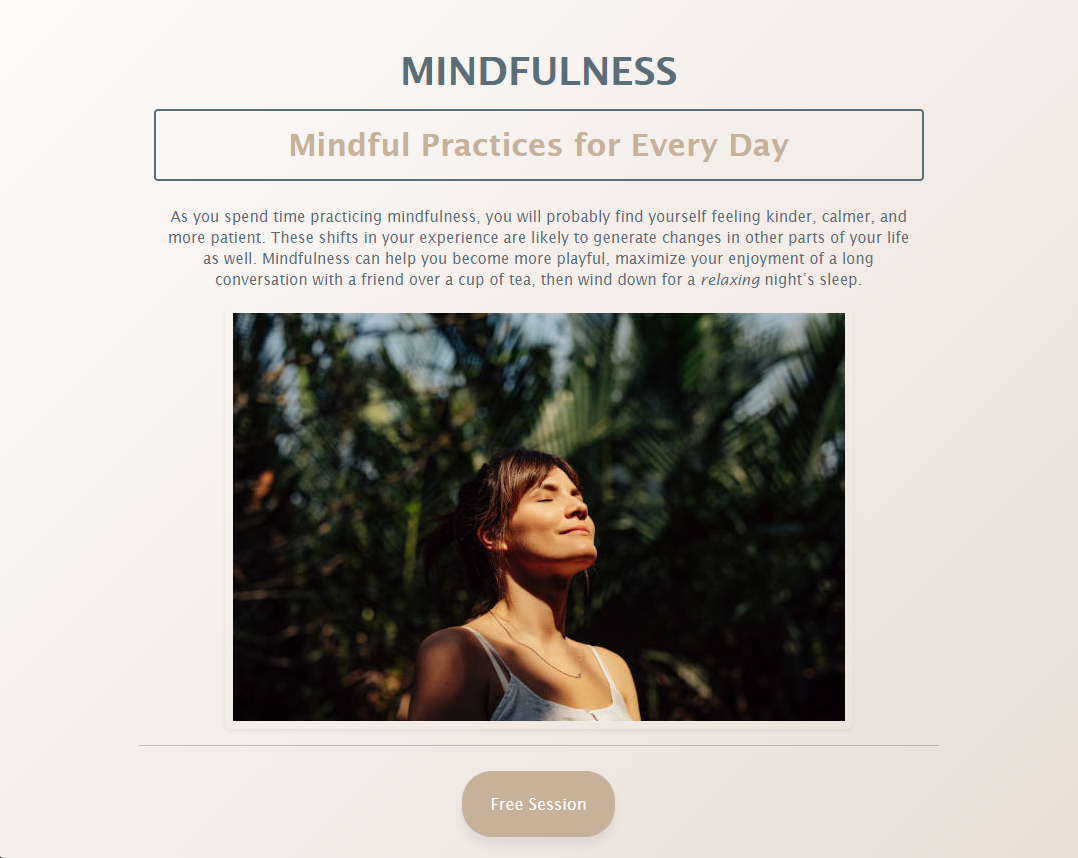 MINDFULNESS
Mindful Practices for Every Day
As you spend time practicing mindfulness, you will probably find yourself feeling kinder, calmer, and
more patient. These shifts in your experience are likely to generate changes in other parts of your life
as well. Mindfulness can help you become more playful, maximize your enjoyment of a long
conversation with a friend over a cup of tea, then wind down for a relaxing night’s sleep.
Free Session